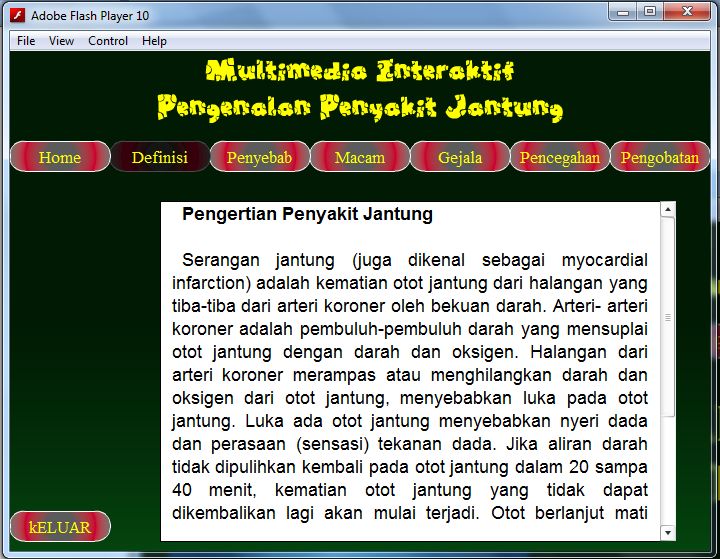 Adobe Flash Player 10
File View Control Help
Multimedia Interaktif
Pengenalan Penyakit Jantung
Home Definisi Penyebab Macam Gejala Pencegahan Pengobatan
Pengertian Penyakit Jantung
Serangan jantung (juga dikenal sebagai myocardial
infarction) adalah kematian otot jantung dari halangan yang
tiba-tiba dari arteri koroner oleh bekuan darah. Arteri- arteri
koroner adalah pembuluh-pembuluh darah yang mensuplai
otot jantung dengan darah dan oksigen. Halangan dari
arteri koroner merampas atau menghilangkan darah dan
oksigen dari otot jantung, menyebabkan luka pada otot
jantung. Luka ada otot jantung menyebabkan nyeri dada
dan perasaan (sensasi) tekanan dada. Jika aliran darah
tidak dipulihkan kembali pada otot jantung dalam 20 sampa
40 menit, kematian otot jantung yang tidak dapat
dikembalikan lagi akan mulai terjadi. Otot berlanjut mati
kELUAR